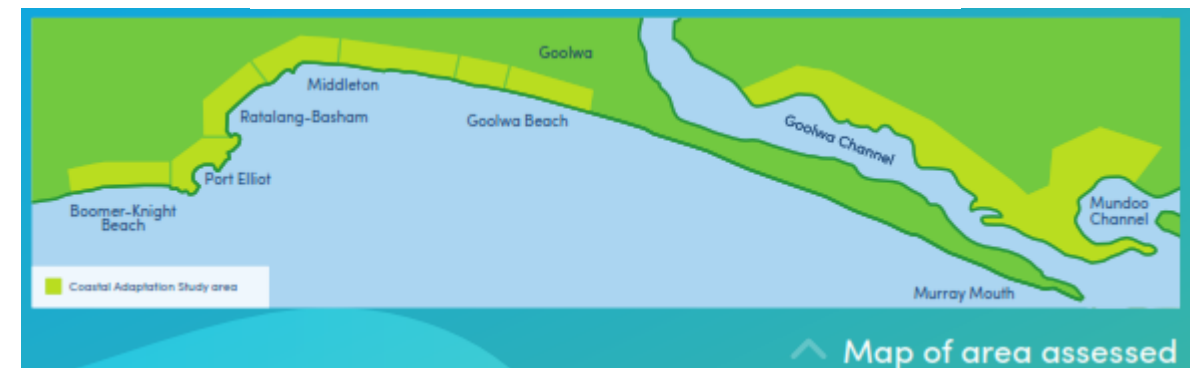 Goolwa
Middleton
Ratalang-Basham
Goolwa Beach
Goolwa Channel
Port Elliot
Boomer-Knight
Beach
Mundoo
Channel
Coastal Adaptation Study area
Murray Mouth
Map of area assessed